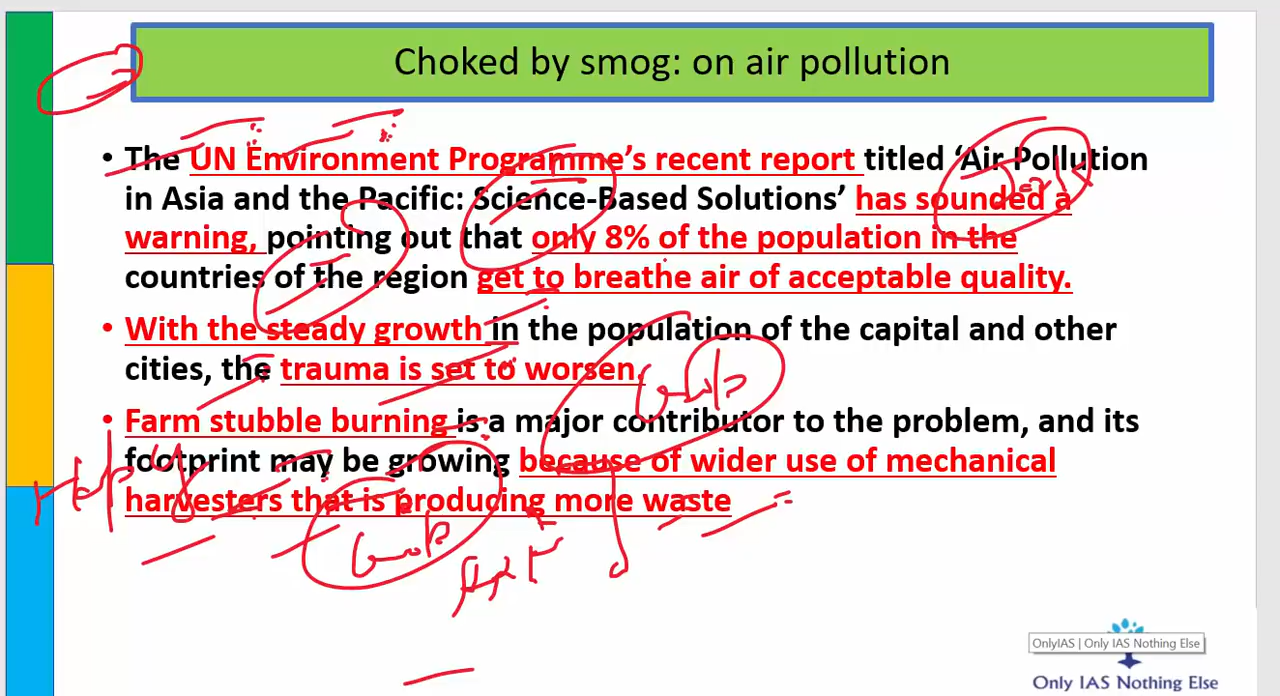 Choked by smog: on air pollution
• The UN Environment Programme's recent report titled 'Air Pollution
in Asia and the Pacific: Science-Based Solutions' has sounded a
warning, pointing out that only 8% of the population in the
countries of the region get to breathe air of acceptable quality.
• With the steady growth in the population of the capital and other
cities, the trauma is set to worsen.
• Farm stubble burning is a major contributor to the problem, and its
footprint may be growing because of wider use of mechanical
harvesters that is producing more waste
OnlyIAS | Only IAS Nothing Else
Only IAS Nothing Else